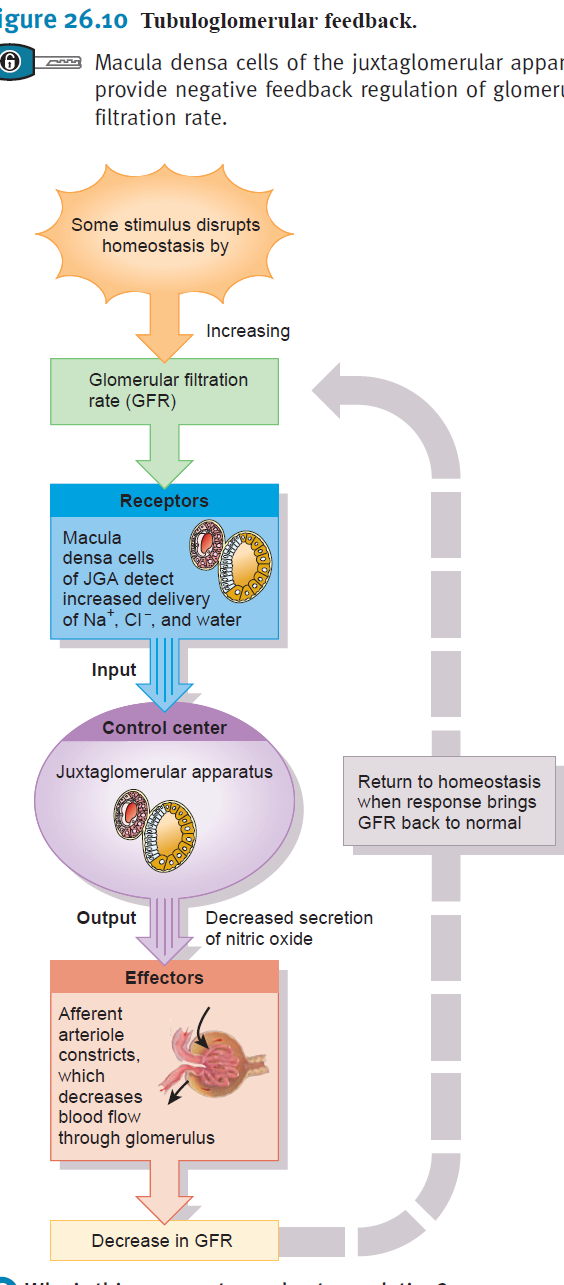 igure 26.10 Tubuloglomerular feedback.
Macula densa cells of the juxtaglomerular appar
provide negative feedback regulation of glomeru
filtration rate.
Some stimulus disrupts
homeostasis by
Increasing
Glomerular filtration
rate (GFR)
Receptors
Macula
densa cells
of JGA detect
increased delivery
of Na⁺, Cl⁻, and water
Input
Control center
Juxtaglomerular apparatus
Return to homeostasis
when response brings
GFR back to normal
Output
Decreased secretion
of nitric oxide
Effectors
Afferent
arteriole
constricts,
which
decreases
blood flow
through glomerulus
Decrease in GFR